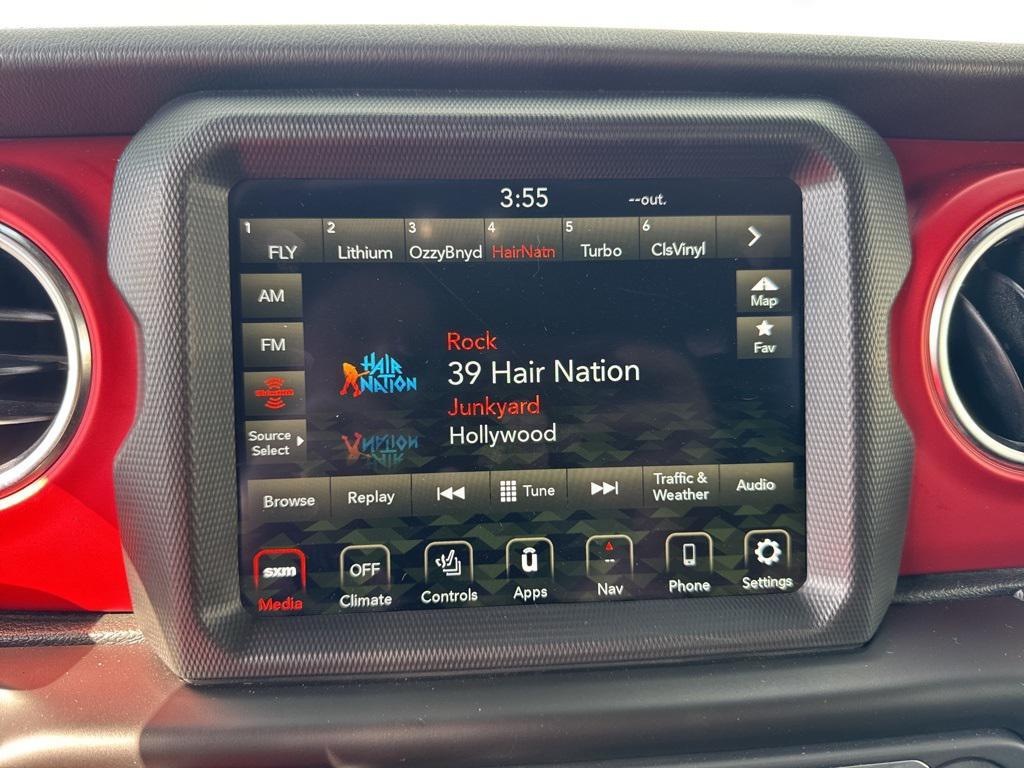 3:55 --out.
1 2 3 4 5 6
FLY Lithium OzzyBnyd HairNatn Turbo ClsVinyl
AM
Map
FM
Fav
Rock
HAIR NATION
39 Hair Nation
Junkyard
Hollywood
Source
Select
Browse Replay Tune Traffic &
Weather Audio
sxm OFF û --
Media Climate Controls Apps Nav Phone Settings